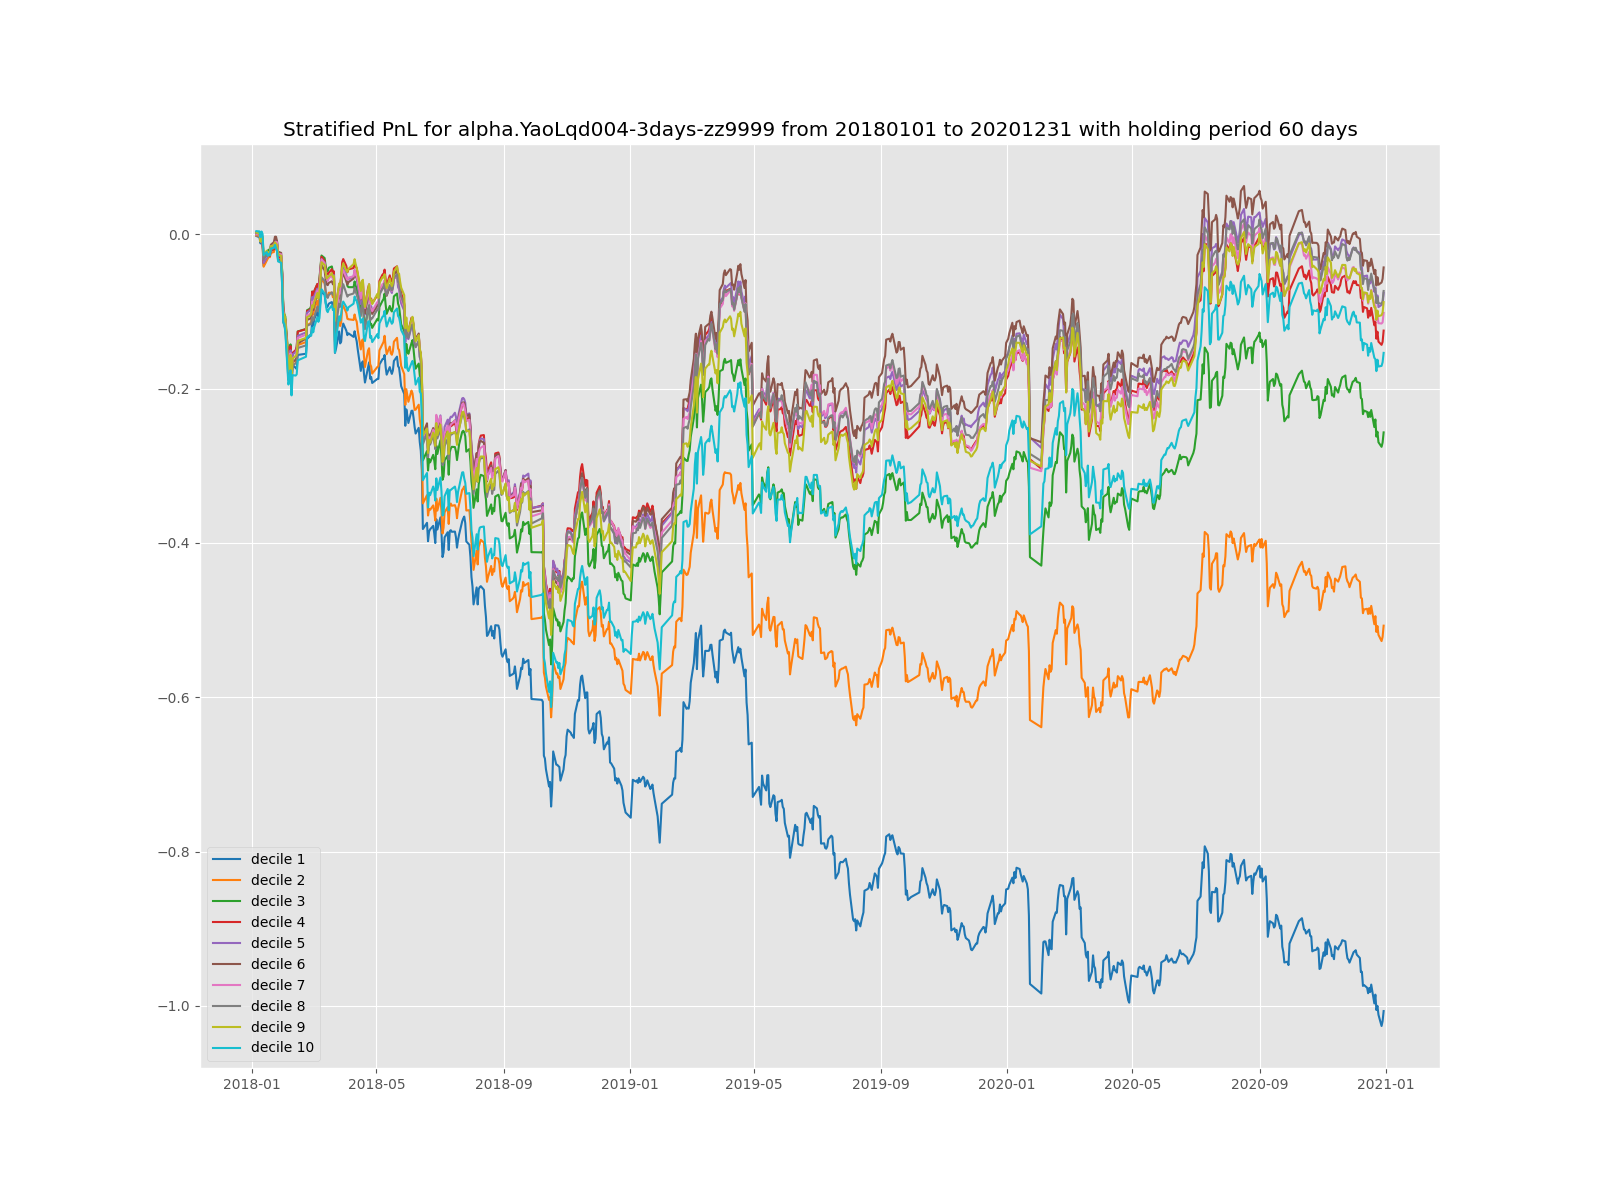 Stratified PnL for alpha.YaoLqd004-3days-zz9999 from 20180101 to 20201231 with holding period 60 days
0.0
−0.2
−0.4
−0.6
−0.8
−1.0
decile 1
decile 2
decile 3
decile 4
decile 5
decile 6
decile 7
decile 8
decile 9
decile 10
2018-01 2018-05 2018-09 2019-01 2019-05 2019-09 2020-01 2020-05 2020-09 2021-01